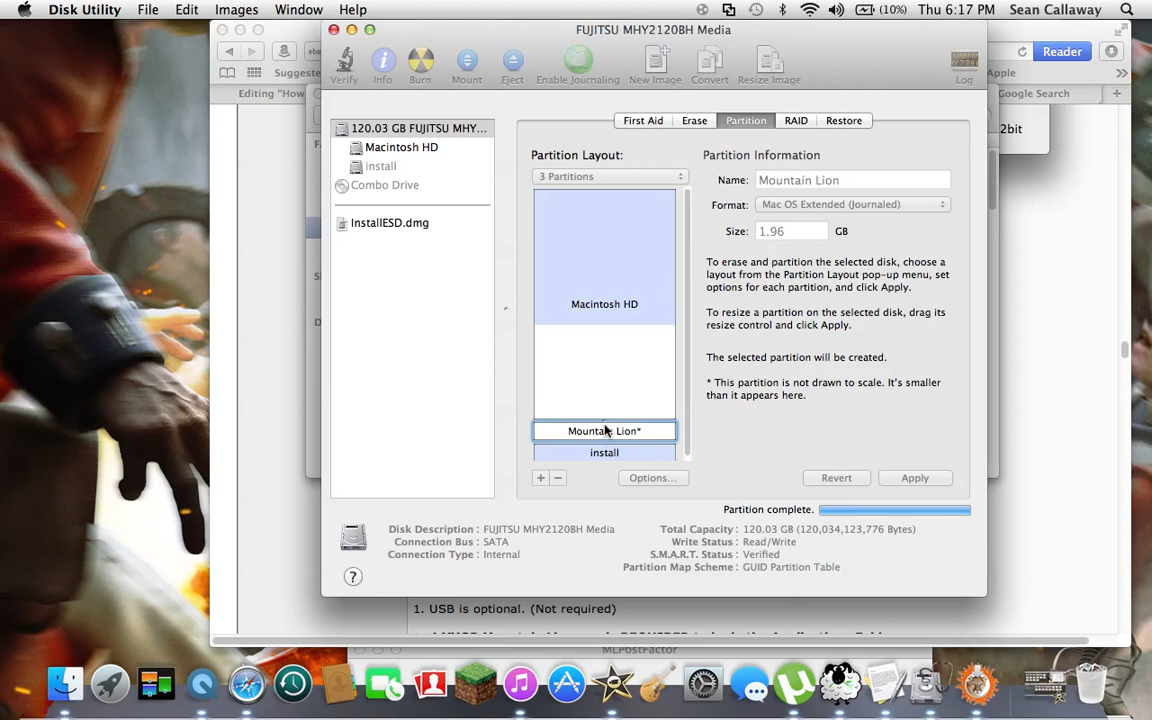 Disk Utility File Edit Images Window Help (10%) Thu 6:17 PM Sean Callaway
FUJITSU MHY2120BH Media
Reader
Verify Info Burn Mount Eject Enable Journaling New Image Convert Resize Image Log
Suggeste
Apple
Editing "How
Google Search
2bit
120.03 GB FUJITSU MHY...
Macintosh HD
install
Combo Drive
InstallESD.dmg
First Aid Erase Partition RAID Restore
Partition Layout:
3 Partitions
Macintosh HD
Mountain Lion*
install
Options...
Partition Information
Name: Mountain Lion
Format: Mac OS Extended (Journaled)
Size: 1.96 GB
To erase and partition the selected disk, choose a
layout from the Partition Layout pop-up menu, set
options for each partition, and click Apply.
To resize a partition on the selected disk, drag its
resize control and click Apply.
The selected partition will be created.
* This partition is not drawn to scale. It's smaller
than it appears here.
Revert Apply
Partition complete.
Disk Description : FUJITSU MHY2120BH Media
Connection Bus : SATA
Connection Type : Internal
Total Capacity : 120.03 GB (120,034,123,776 Bytes)
Write Status : Read/Write
S.M.A.R.T. Status : Verified
Partition Map Scheme : GUID Partition Table
?
1. USB is optional. (Not required)
MLPostFactor